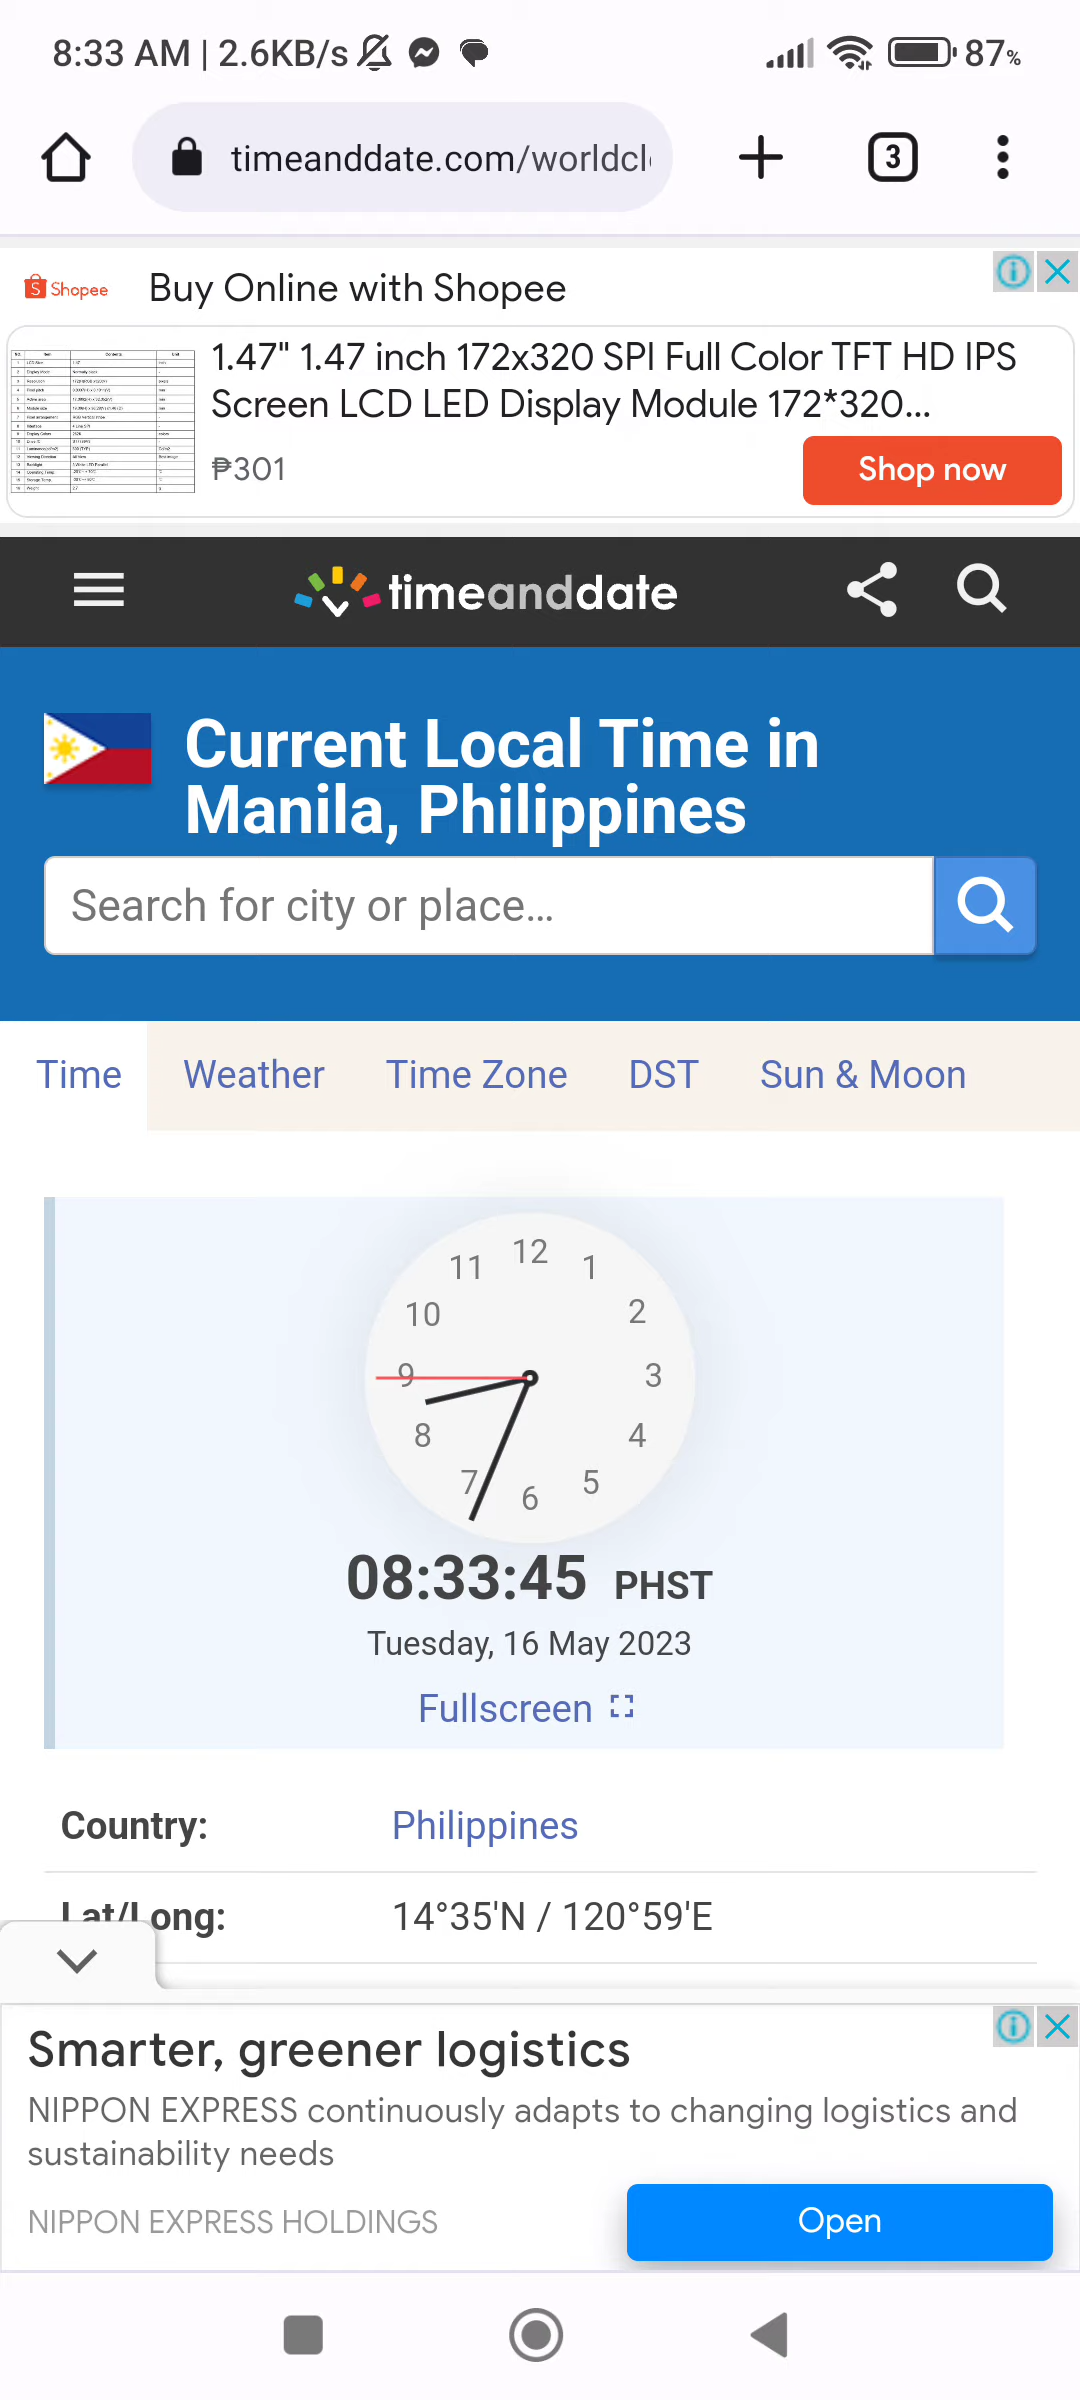 8:33 AM | 2.6KB/s 87%
timeanddate.com/worldcl
3
Shopee Buy Online with Shopee
1.47" 1.47 inch 172x320 SPI Full Color TFT HD IPS
Screen LCD LED Display Module 172*320...
₱301
Shop now
timeanddate
Current Local Time in
Manila, Philippines
Search for city or place...
Time Weather Time Zone DST Sun & Moon
12
11 1
10 2
9 3
8 4
7 5
6
08:33:45 PHST
Tuesday, 16 May 2023
Fullscreen
Country: Philippines
Lat/Long: 14°35'N / 120°59'E
Smarter, greener logistics
NIPPON EXPRESS continuously adapts to changing logistics and
sustainability needs
NIPPON EXPRESS HOLDINGS
Open